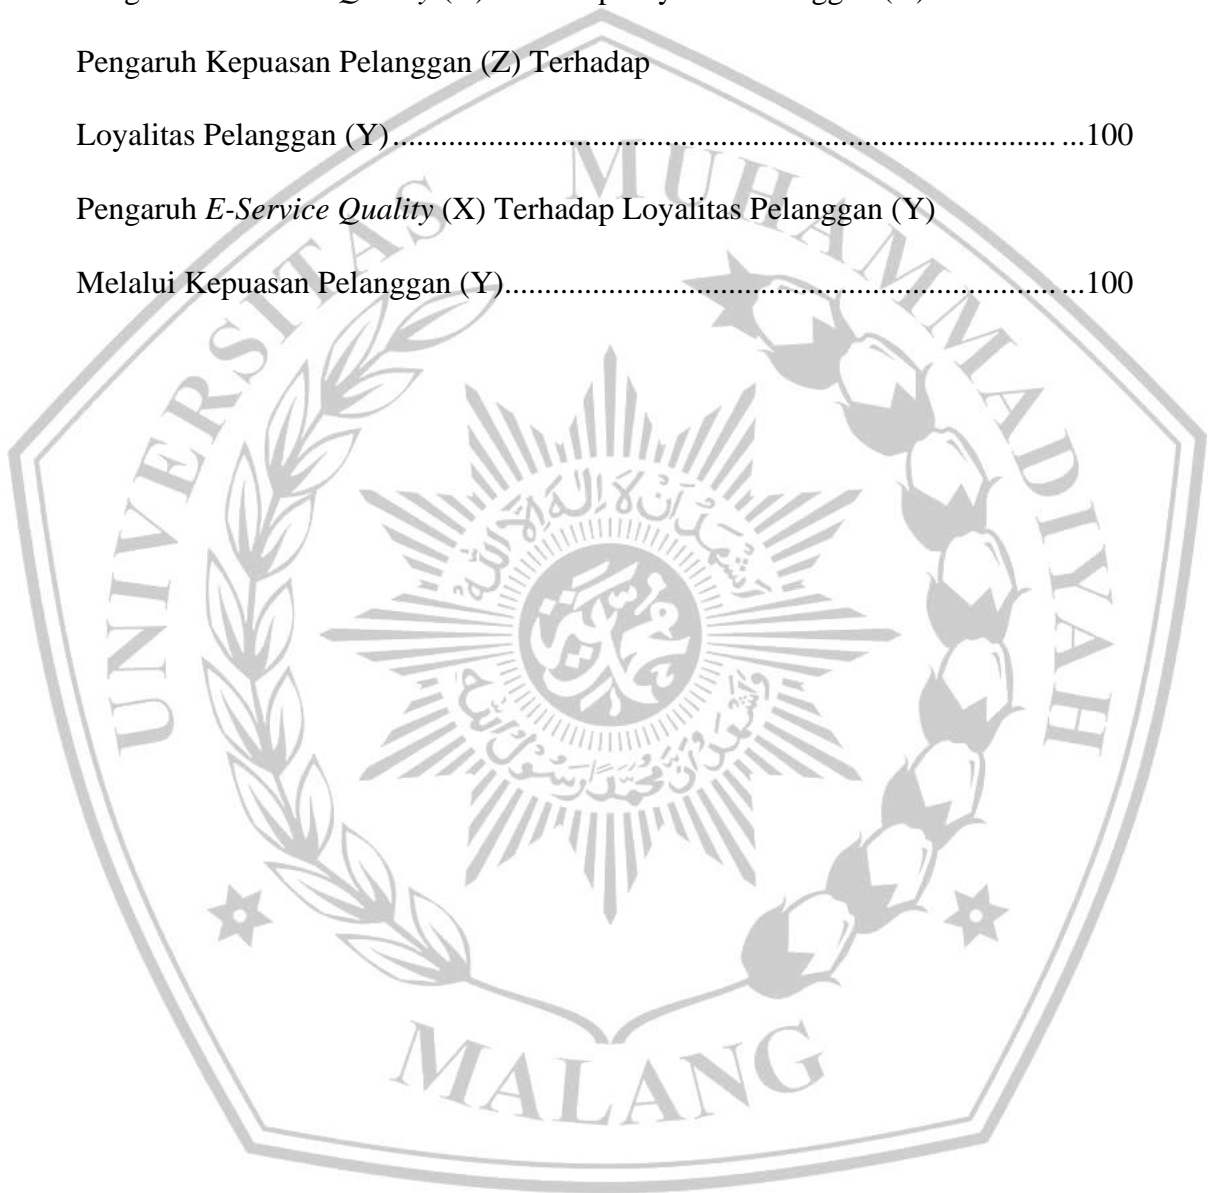 Quality
Pengaruh Kepuasan Pelanggan (Z) Terhadap
Loyalitas Pelanggan (Y)...........................................................................100
Pengaruh E-Service Quality (X) Terhadap Loyalitas Pelanggan (Y)
Melalui Kepuasan Pelanggan (Y)..............................................................100
UNIVERSITAS MUHAMMADIYAH
MALANG